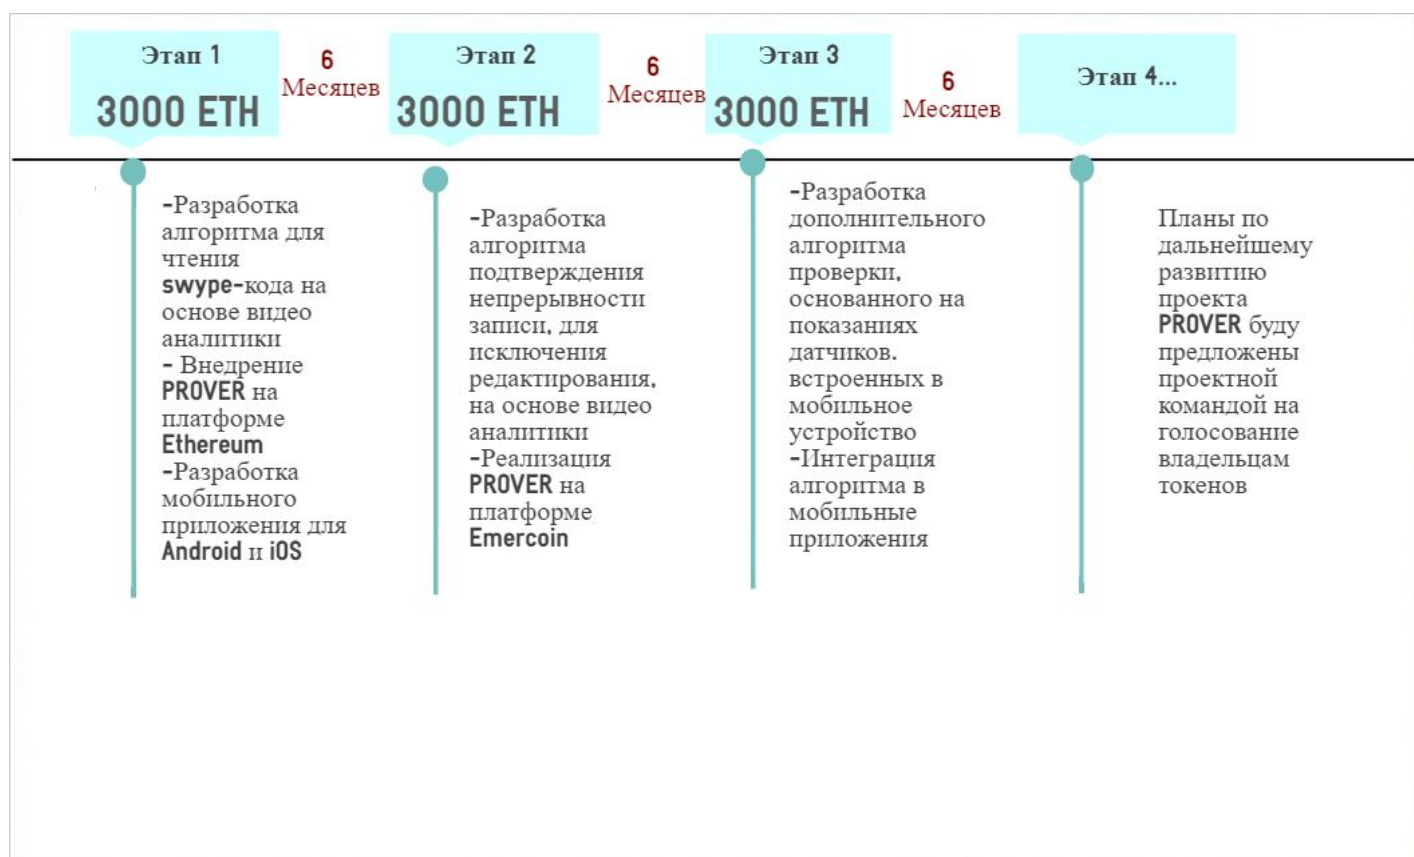 Этап 1
3000 ETH
6
Месяцев
Этап 2
3000 ETH
6
Месяцев
Этап 3
3000 ETH
6
Месяцев
Этап 4...
-Разработка
алгоритма для
чтения
swype-кода на
основе видео
аналитики
- Внедрение
PROVER на
платформе
Ethereum
-Разработка
мобильного
приложения для
Android и iOS
-Разработка
алгоритма
подтверждения
непрерывности
записи, для
исключения
редактирования,
на основе видео
аналитики
-Реализация
PROVER на
платформе
Emercoin
-Разработка
дополнительного
алгоритма
проверки,
основанного на
показаниях
датчиков.
встроенных в
мобильное
устройство
-Интеграция
алгоритма в
мобильные
приложения
Планы по
дальнейшему
развитию
проекта
PROVER буду
предложены
проектной
командой на
голосование
владельцам
токенов